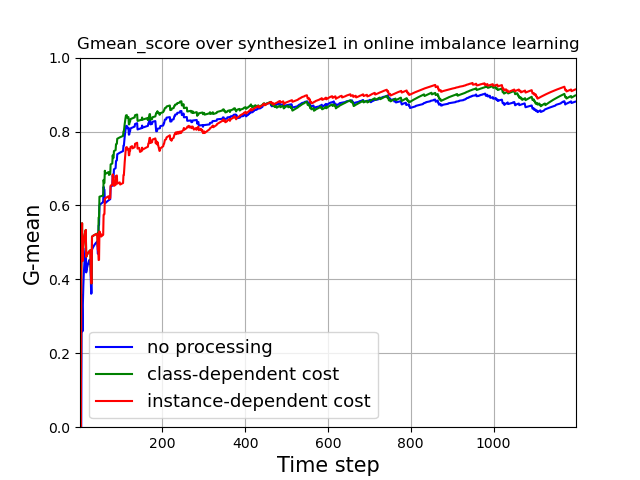 Gmean_score over synthesize1 in online imbalance learning
G-mean
1.0
0.8
0.6
0.4
0.2
0.0
200 400 600 800 1000
Time step
no processing
class-dependent cost
instance-dependent cost